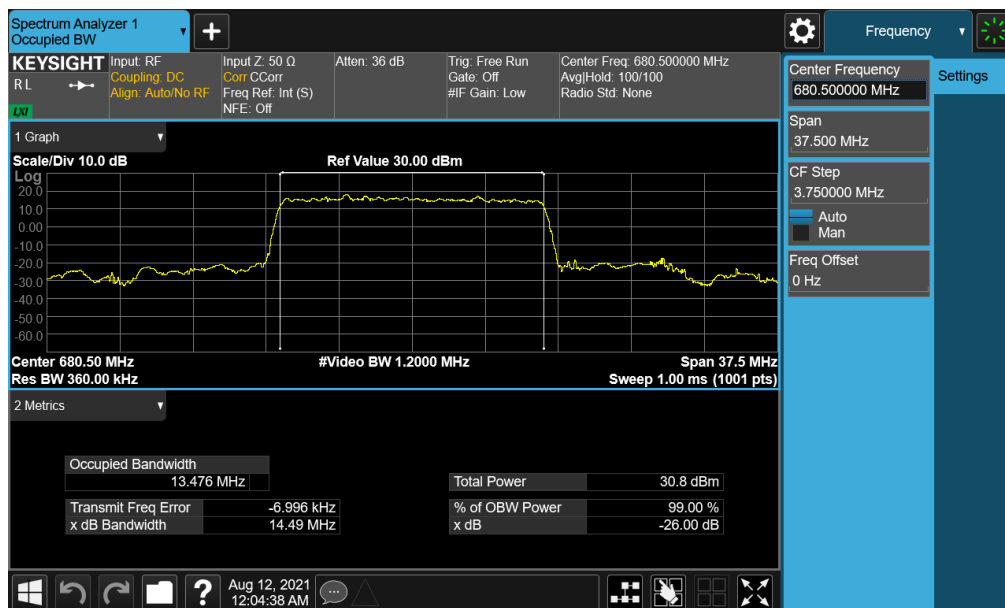 Spectrum Analyzer 1
Occupied BW
+
Frequency
KEYSIGHT
R L
LXI
Input: RF
Coupling: DC
Align: Auto/No RF
Input Z: 50 Ω
Corr CCorr
Freq Ref: Int (S)
NFE: Off
Atten: 36 dB
Trig: Free Run
Gate: Off
#IF Gain: Low
Center Freq: 680.500000 MHz
Avg|Hold: 100/100
Radio Std: None
Center Frequency
680.500000 MHz
Settings
Span
37.500 MHz
CF Step
3.750000 MHz
Auto
Man
Freq Offset
0 Hz
1 Graph
Scale/Div 10.0 dB
Ref Value 30.00 dBm
Log
20.0
10.0
0.00
-10.0
-20.0
-30.0
-40.0
-50.0
-60.0
Center 680.50 MHz
#Video BW 1.2000 MHz
Span 37.5 MHz
Res BW 360.00 kHz
Sweep 1.00 ms (1001 pts)
2 Metrics
Occupied Bandwidth
13.476 MHz
Total Power 30.8 dBm
Transmit Freq Error -6.996 kHz
% of OBW Power 99.00 %
x dB Bandwidth 14.49 MHz
x dB -26.00 dB
?
Aug 12, 2021
12:04:38 AM